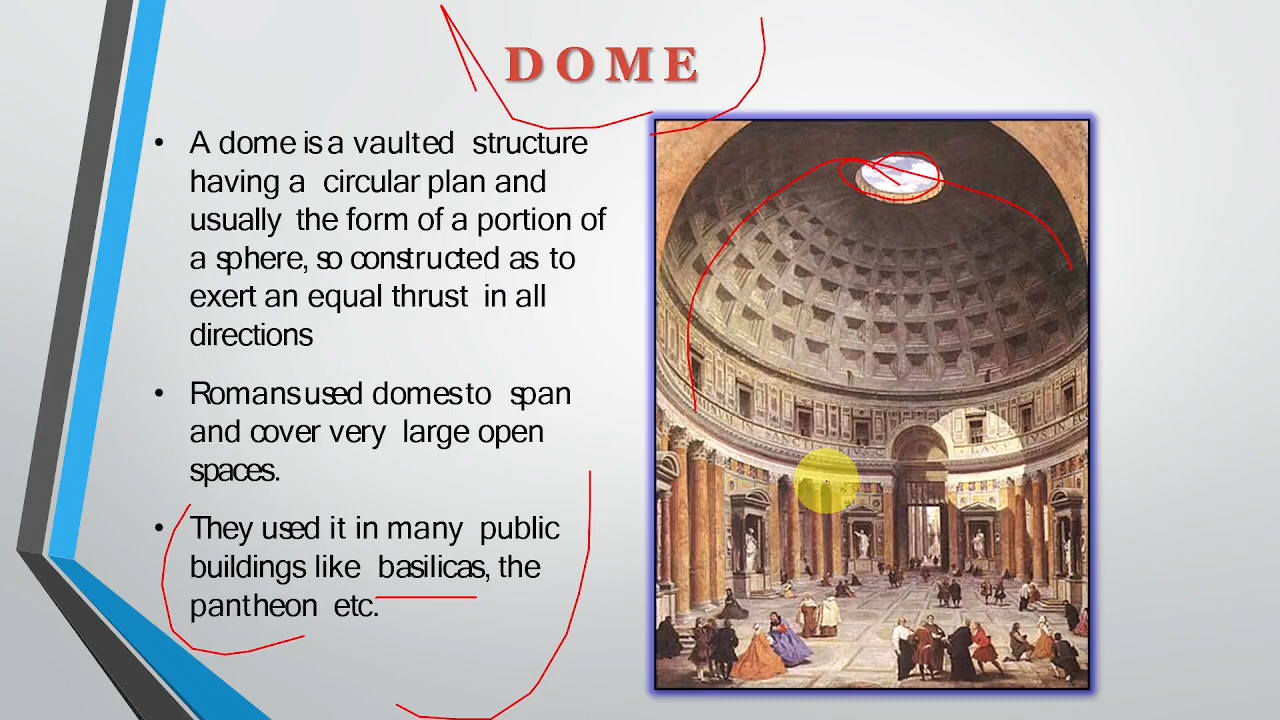 DOME
• A dome is a vaulted structure
having a circular plan and
usually the form of a portion of
a sphere, so constructed as to
exert an equal thrust in all
directions
• Romans used domes to span
and cover very large open
spaces.
• They used it in many public
buildings like basilicas, the
pantheon etc.